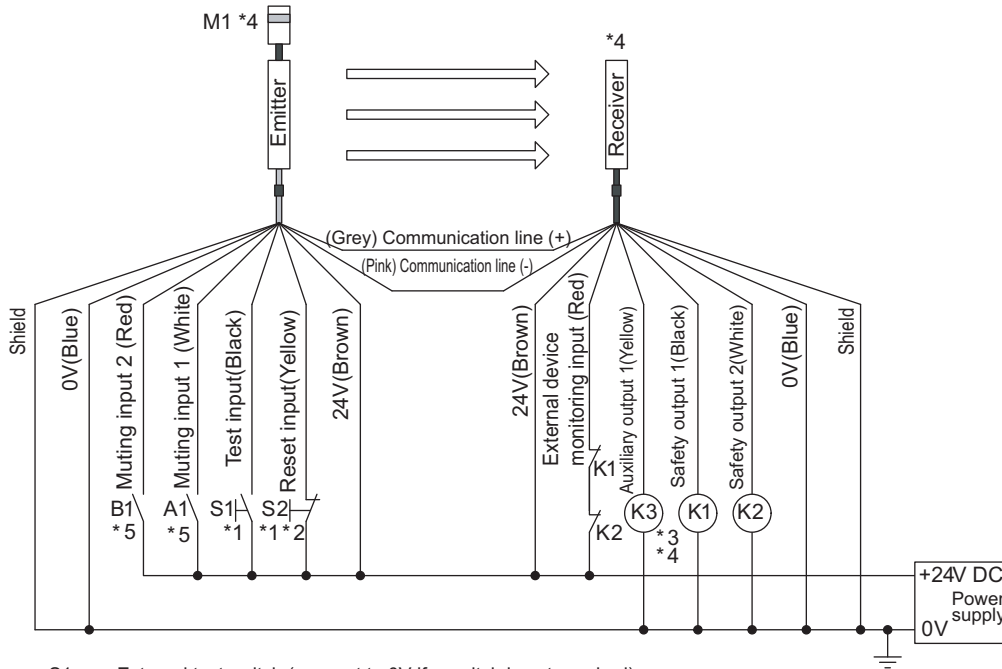 M1 *4
*4
Emitter
Receiver
(Grey) Communication line (+)
(Pink) Communication line (-)
Shield
0V(Blue)
Muting input 2 (Red)
Muting input 1 (White)
Test input(Black)
Reset input(Yellow)
24V(Brown)
24V(Brown)
External device
monitoring input (Red)
Auxiliary output 1(Yellow)
Safety output 1(Black)
Safety output 2(White)
0V(Blue)
Shield
K1
B1
*5
A1
*5
S1
*1
S2
*1*2
K2
K3
*3
*4
K1
K2
+24V DC
Power
supply
0V